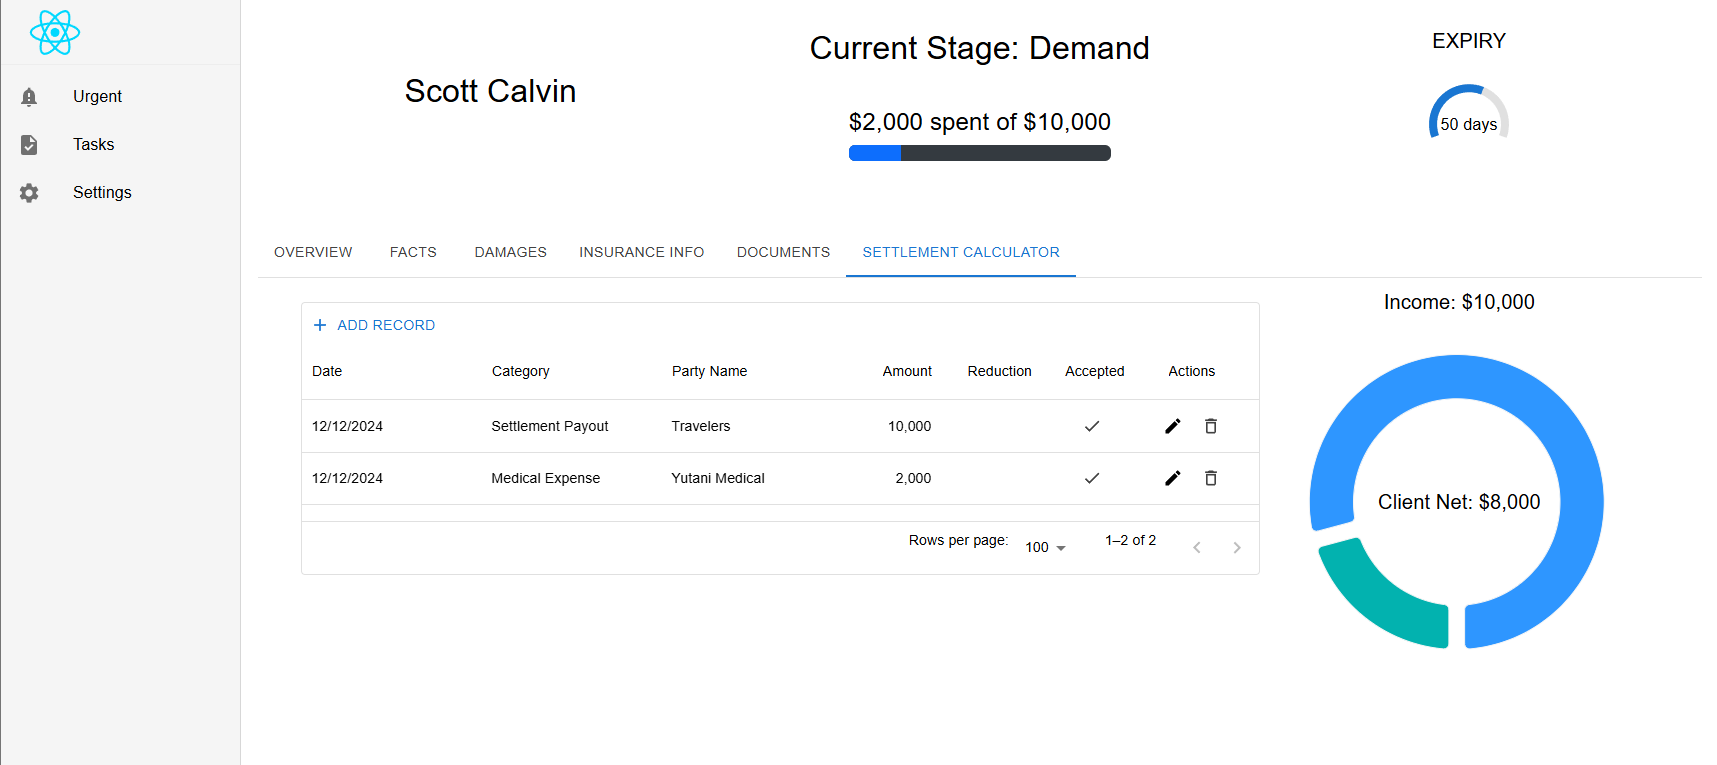 Urgent
Tasks
Settings
Scott Calvin
Current Stage: Demand
$2,000 spent of $10,000
EXPIRY
50 days
OVERVIEW FACTS DAMAGES INSURANCE INFO DOCUMENTS SETTLEMENT CALCULATOR
ADD RECORD
Date Category Party Name Amount Reduction Accepted Actions
12/12/2024 Settlement Payout Travelers 10,000
12/12/2024 Medical Expense Yutani Medical 2,000
Rows per page: 100 1–2 of 2
Income: $10,000
Client Net: $8,000